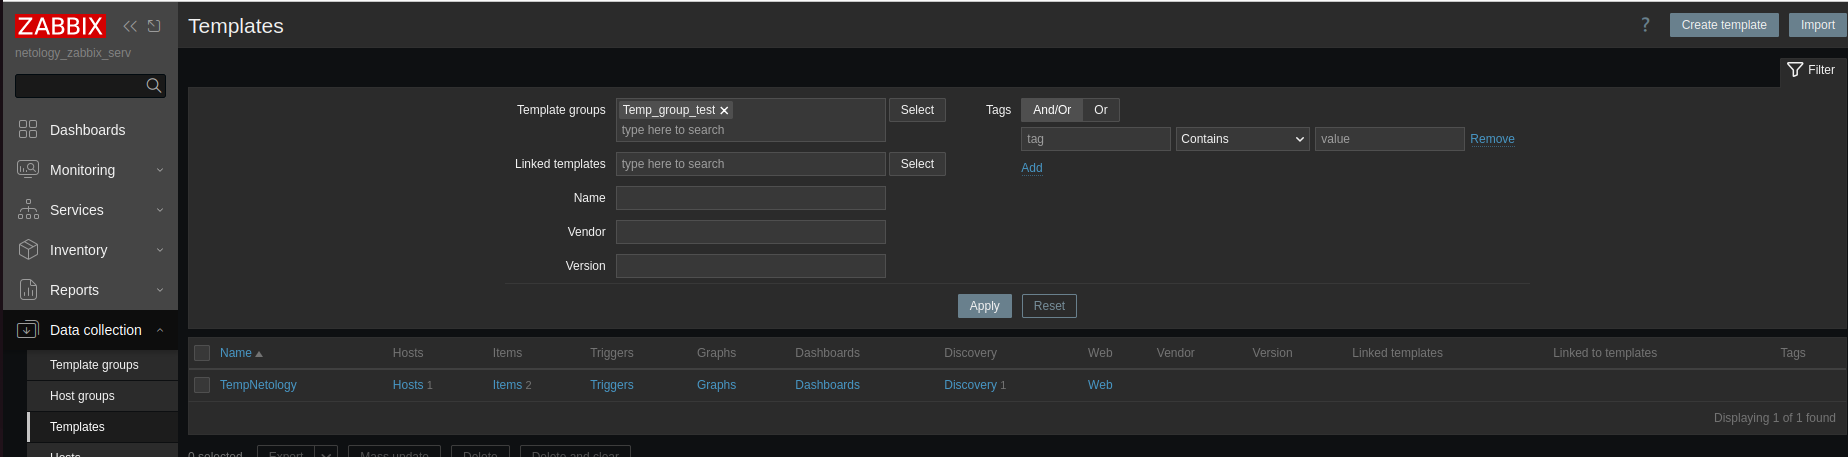 ZABBIX
netology_zabbix_serv
Dashboards
Monitoring
Services
Inventory
Reports
Data collection
Template groups
Host groups
Templates
Hosts
Templates
? Create template Import
Filter
Template groups Temp_group_test Select
type here to search
Linked templates type here to search Select
Name
Vendor
Version
Tags And/Or Or
tag Contains value Remove
Add
Apply Reset
Name Hosts Items Triggers Graphs Dashboards Discovery Web Vendor Version Linked templates Linked to templates Tags
TempNetology Hosts 1 Items 2 Triggers Graphs Dashboards Discovery 1 Web
Displaying 1 of 1 found
0 selected Export Mass update Delete Delete and clear